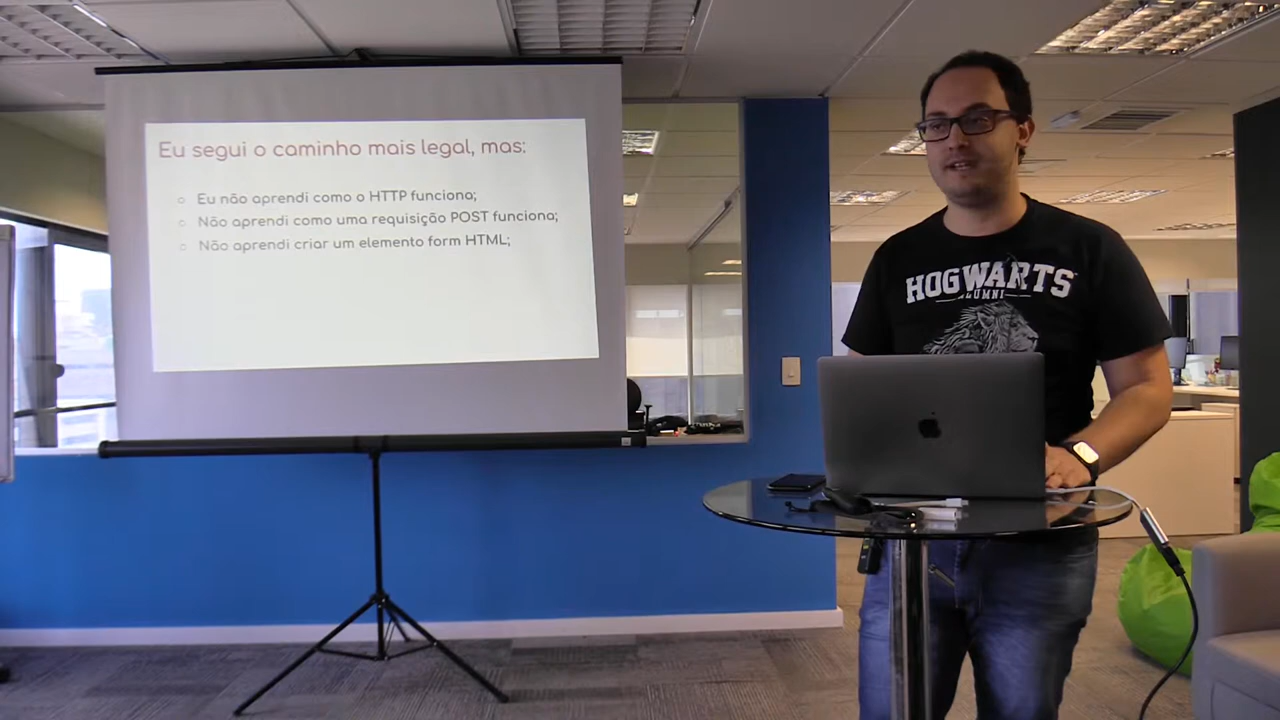 Eu segui o caminho mais legal, mas:
Eu não aprendi como o HTTP funciona;
Não aprendi como uma requisição POST funciona;
Não aprendi criar um elemento form HTML;
HOGWARTS
ALUMNI